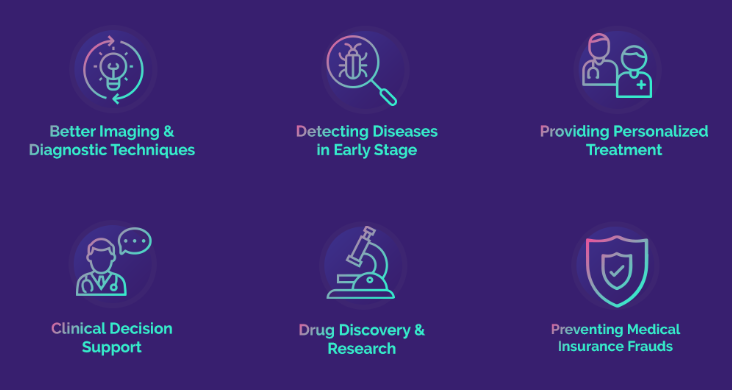 Better Imaging &
Diagnostic Techniques
Detecting Diseases
in Early Stage
Providing Personalized
Treatment
Clinical Decision
Support
Drug Discovery &
Research
Preventing Medical
Insurance Frauds